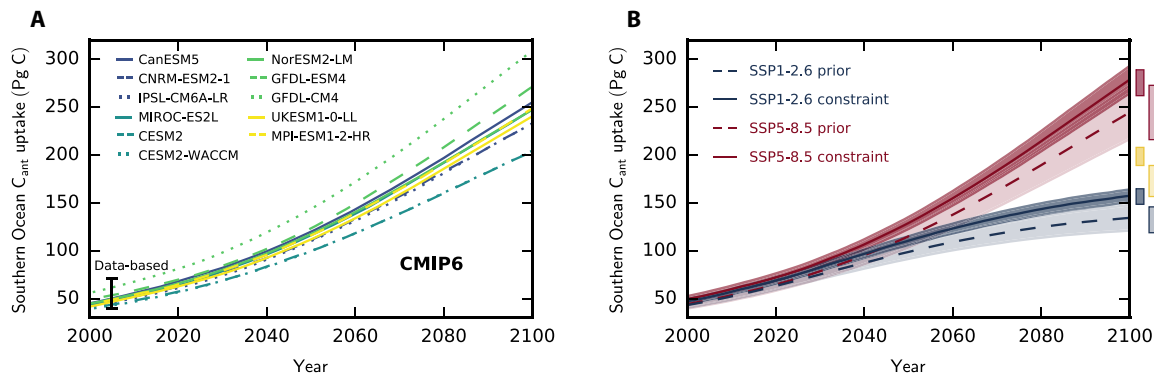 A
Southern Ocean C_ant uptake (Pg C)
300
250
200
150
100
50
CanESM5
CNRM-ESM2-1
IPSL-CM6A-LR
MIROC-ES2L
CESM2
CESM2-WACCM
NorESM2-LM
GFDL-ESM4
GFDL-CM4
UKESM1-0-LL
MPI-ESM1-2-HR
Data-based
CMIP6
2000 2020 2040 2060 2080 2100
Year
B
Southern Ocean C_ant uptake (Pg C)
300
250
200
150
100
50
SSP1-2.6 prior
SSP1-2.6 constraint
SSP5-8.5 prior
SSP5-8.5 constraint
2000 2020 2040 2060 2080 2100
Year